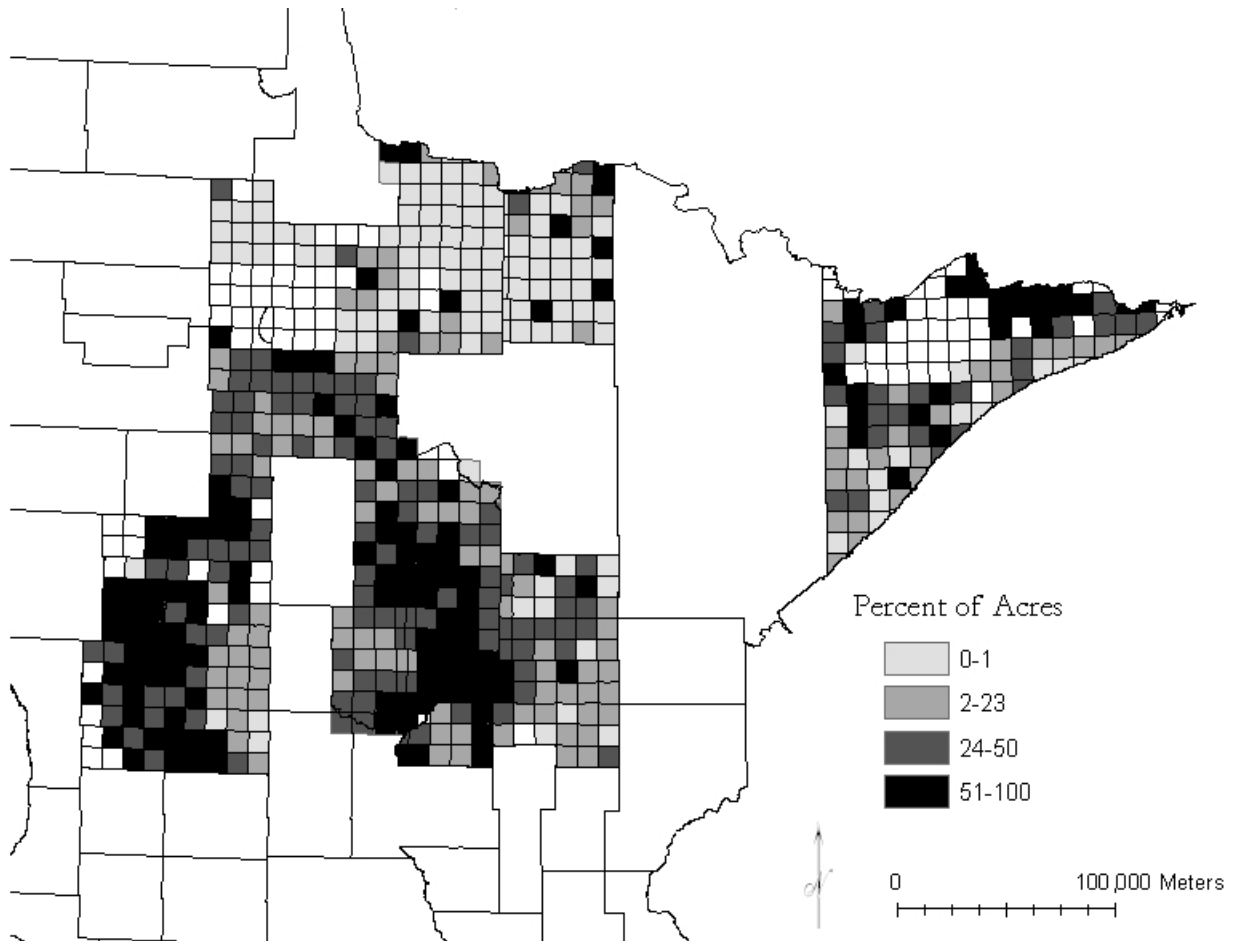 Percent of Acres
0-1
2-23
24-50
51-100
N
0 100,000 Meters